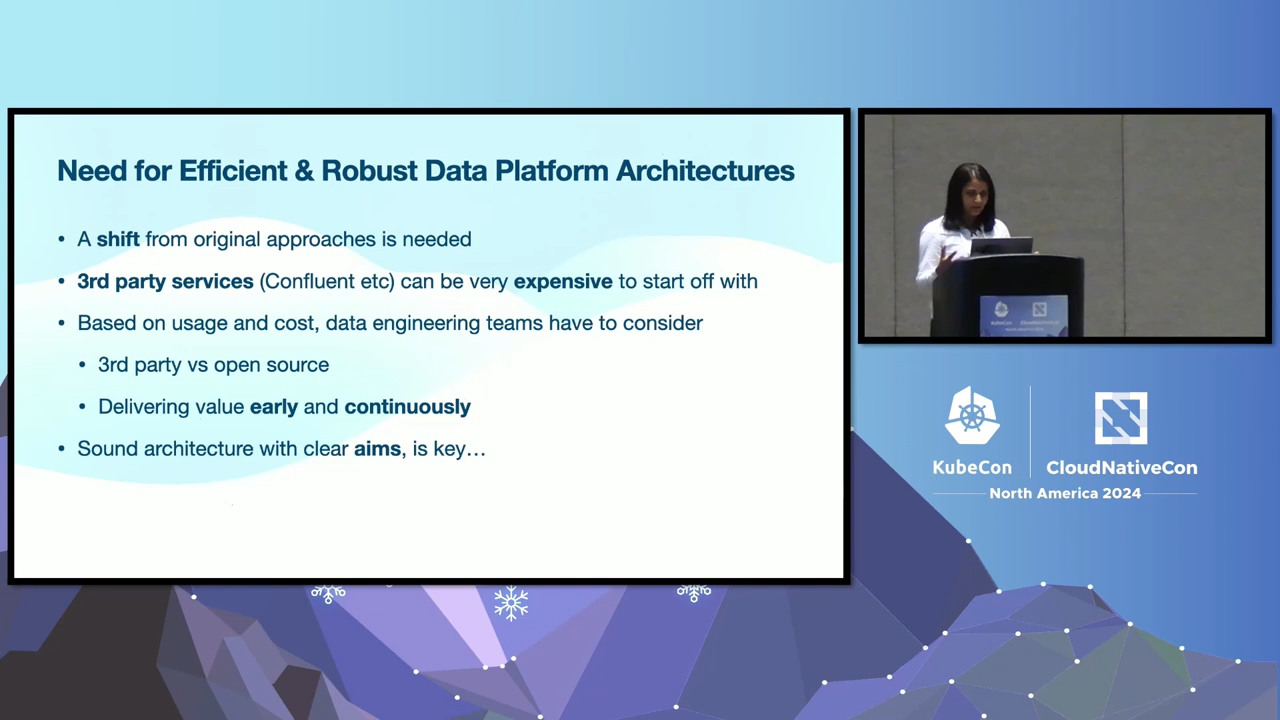 Need for Efficient & Robust Data Platform Architectures
• A shift from original approaches is needed
• 3rd party services (Confluent etc) can be very expensive to start off with
• Based on usage and cost, data engineering teams have to consider
• 3rd party vs open source
• Delivering value early and continuously
• Sound architecture with clear aims, is key…
KubeCon
CloudNativeCon
North America 2024